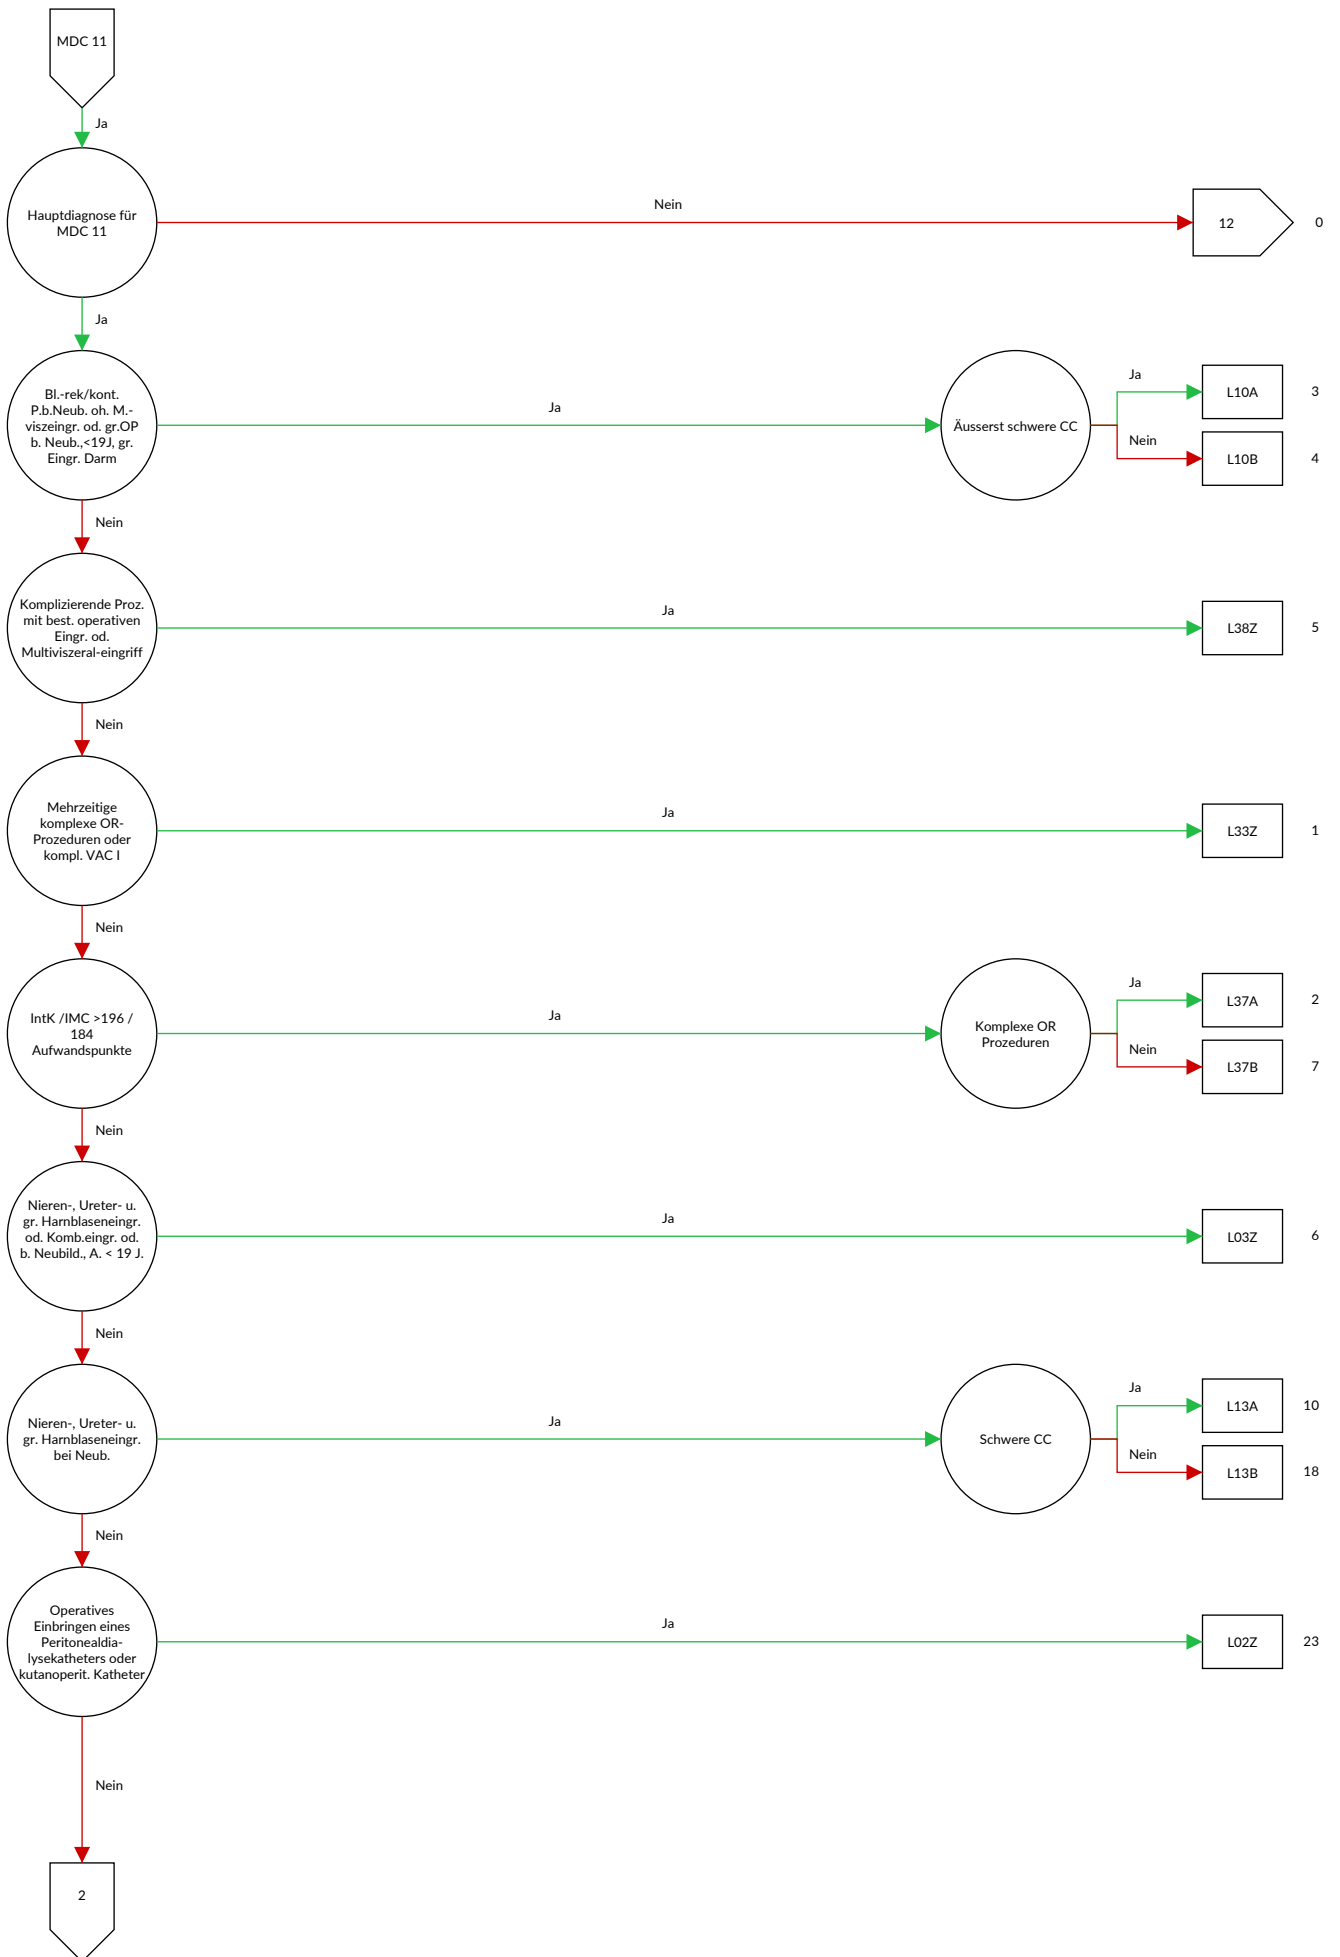 MDC 11
Ja
Hauptdiagnose für
MDC 11
Nein
12
0
Ja
Bl.-rek/kont.
P.b.Neub. oh. M.-
viszeingr. od. gr.OP
b. Neub.,<19J, gr.
Eingr. Darm
Ja
Äusserst schwere CC
Ja
L10A
3
Nein
L10B
4
Nein
Komplizierende Proz.
mit best. operativen
Eingr. od.
Multiviszeral-eingriff
Ja
L38Z
5
Nein
Mehrzeitige
komplexe OR-
Prozeduren oder
kompl. VAC I
Ja
L33Z
1
Nein
IntK /IMC >196 /
184
Aufwandspunkte
Ja
Komplexe OR
Prozeduren
Ja
L37A
2
Nein
L37B
7
Nein
Nieren-, Ureter- u.
gr. Harnblaseneingr.
od. Komb.eingr. od.
b. Neubild., A. < 19 J.
Ja
L03Z
6
Nein
Nieren-, Ureter- u.
gr. Harnblaseneingr.
bei Neub.
Ja
Schwere CC
Ja
L13A
10
Nein
L13B
18
Nein
Operatives
Einbringen eines
Peritonealdia-
lysekatheters oder
kutanoperit. Katheter
Ja
L02Z
23
Nein
2